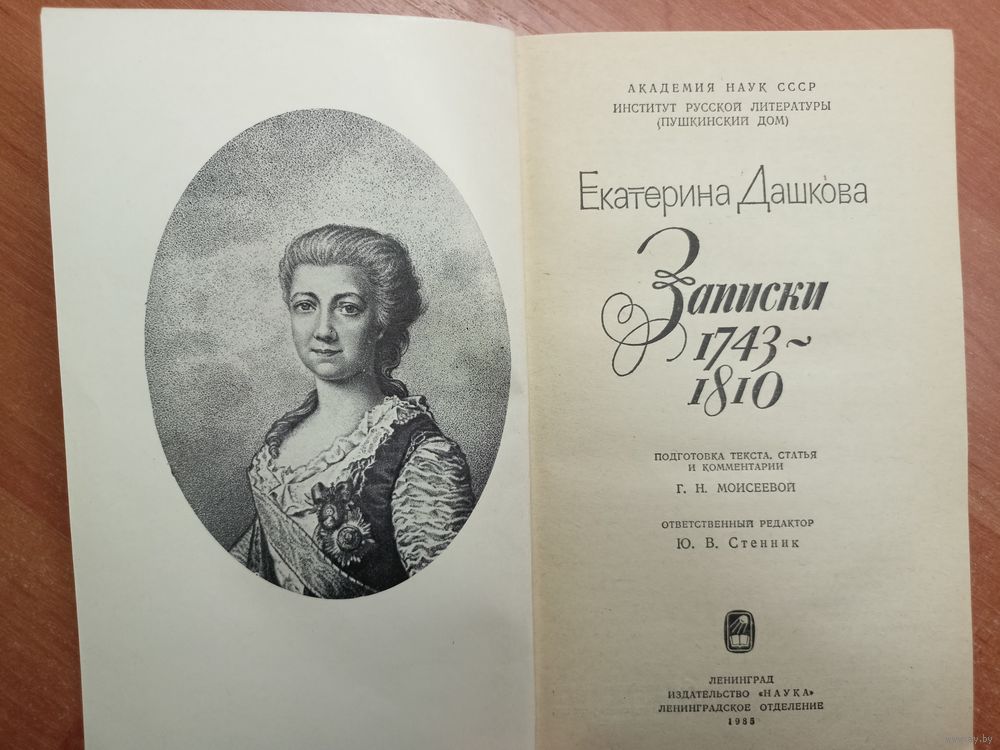 АКАДЕМИЯ НАУК СССР
ИНСТИТУТ РУССКОЙ ЛИТЕРАТУРЫ
(ПУШКИНСКИЙ ДОМ)
Екатерина Дашкова
Записки
1743~
1810
ПОДГОТОВКА ТЕКСТА, СТАТЬЯ
И КОММЕНТАРИИ
Г. Н. МОИСЕЕВОЙ
ОТВЕТСТВЕННЫЙ РЕДАКТОР
Ю. В. Стенник
ЛЕНИНГРАД
ИЗДАТЕЛЬСТВО «НАУКА»
ЛЕНИНГРАДСКОЕ ОТДЕЛЕНИЕ
1985